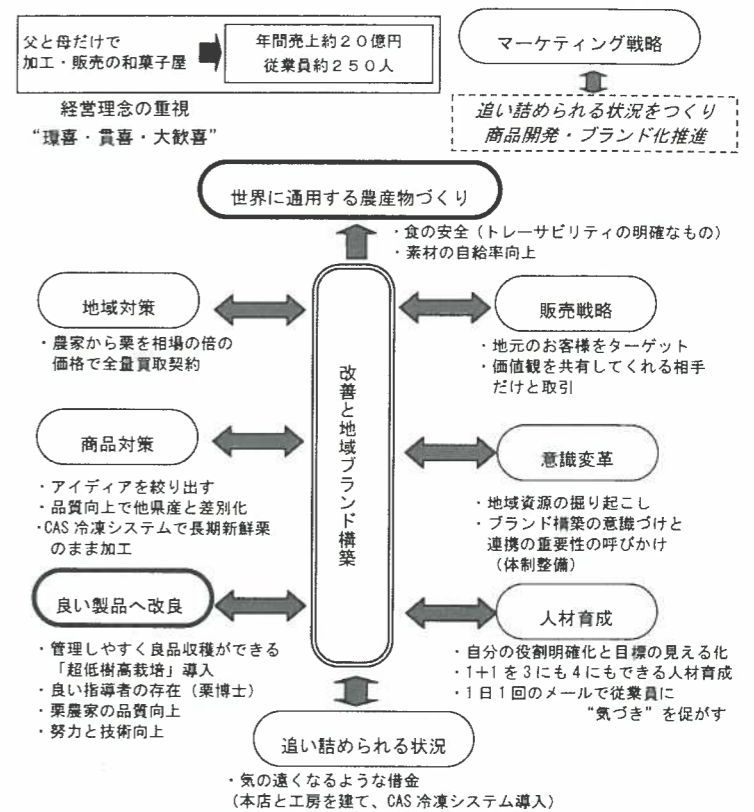 父と母だけで
加工・販売の和菓子屋
年間売上約20億円
従業員約250人
経営理念の重視
“環喜・貫喜・大歓喜”
マーケティング戦略
追い詰められる状況をつくり
商品開発・ブランド化推進
世界に通用する農産物づくり
・食の安全（トレーサビリティの明確なもの）
・素材の自給率向上
改善と地域ブランド構築
地域対策
・農家から栗を相場の倍の
価格で全量買取契約
販売戦略
・地元のお客様をターゲット
・価値観を共有してくれる相手
だけと取引
商品対策
・アイディアを絞り出す
・品質向上で他県産と差別化
・CAS冷凍システムで長期新鮮栗
のまま加工
意識変革
・地域資源の掘り起こし
・ブランド構築の意識づけと
連携の重要性の呼びかけ
（体制整備）
良い製品へ改良
・管理しやすく良品収穫ができる
「超低樹高栽培」導入
・良い指導者の存在（栗博士）
・栗農家の品質向上
・努力と技術向上
人材育成
・自分の役割明確化と目標の見える化
・1+1を3にも4にもできる人材育成
・1日1回のメールで従業員に
“気づき”を促がす
追い詰められる状況
・気の遠くなるような借金
（本店と工房を建て、CAS冷凍システム導入）